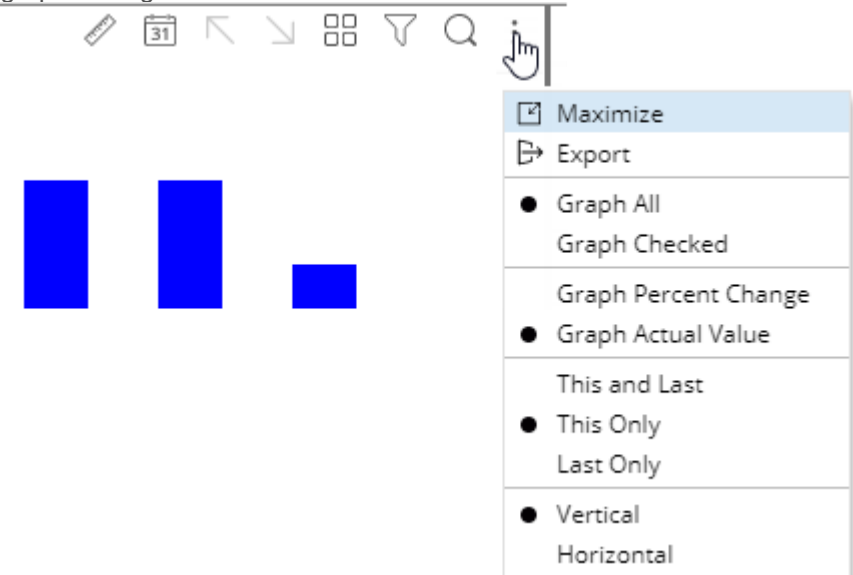 31
Maximize
Export
Graph All
Graph Checked
Graph Percent Change
Graph Actual Value
This and Last
This Only
Last Only
Vertical
Horizontal